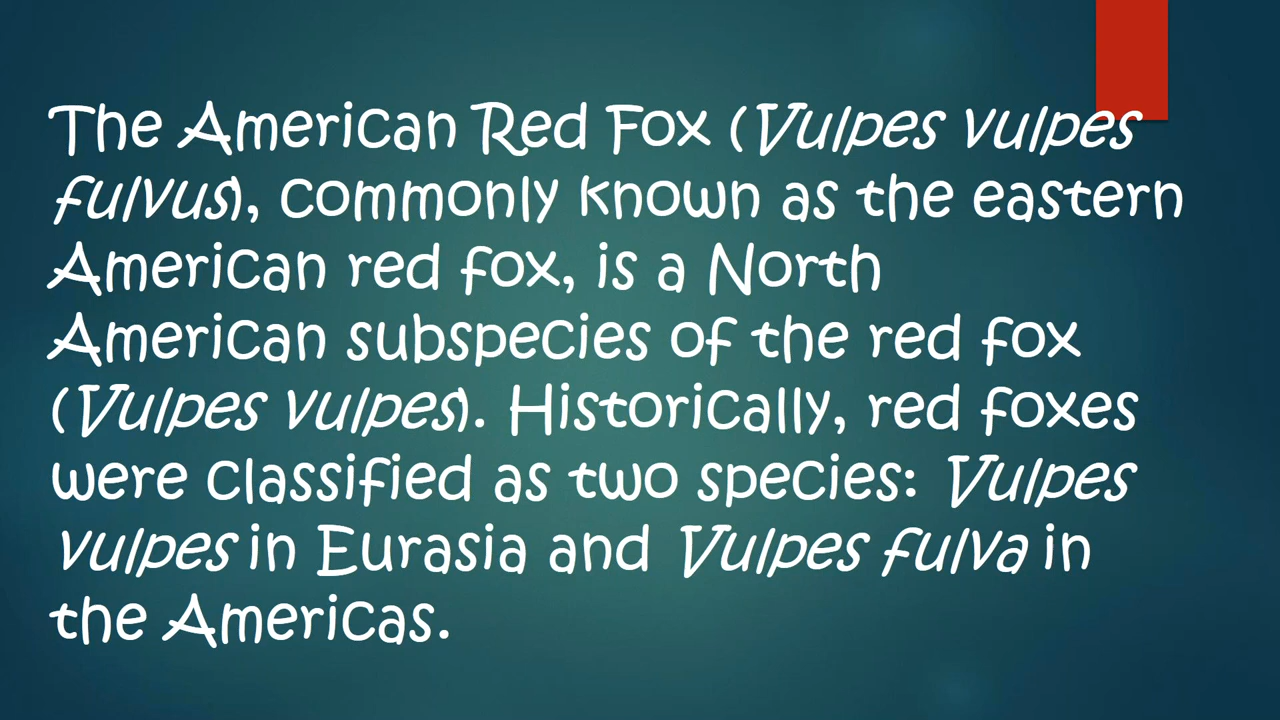 The American Red Fox (Vulpes vulpes
fulvus), commonly known as the eastern
American red fox, is a North
American subspecies of the red fox
(Vulpes vulpes). Historically, red foxes
were classified as two species: Vulpes
vulpes in Eurasia and Vulpes fulva in
the Americas.